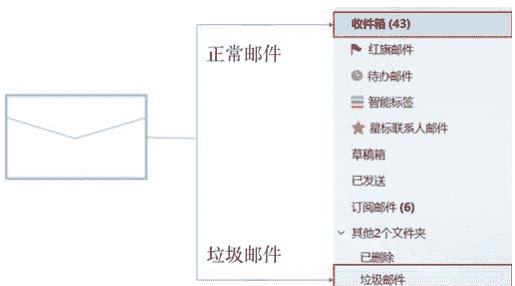 正常邮件
垃圾邮件
收件箱 (43)
红旗邮件
待办邮件
智能标签
星标联系人邮件
草稿箱
已发送
订阅邮件 (6)
其他2个文件夹
已删除
垃圾邮件